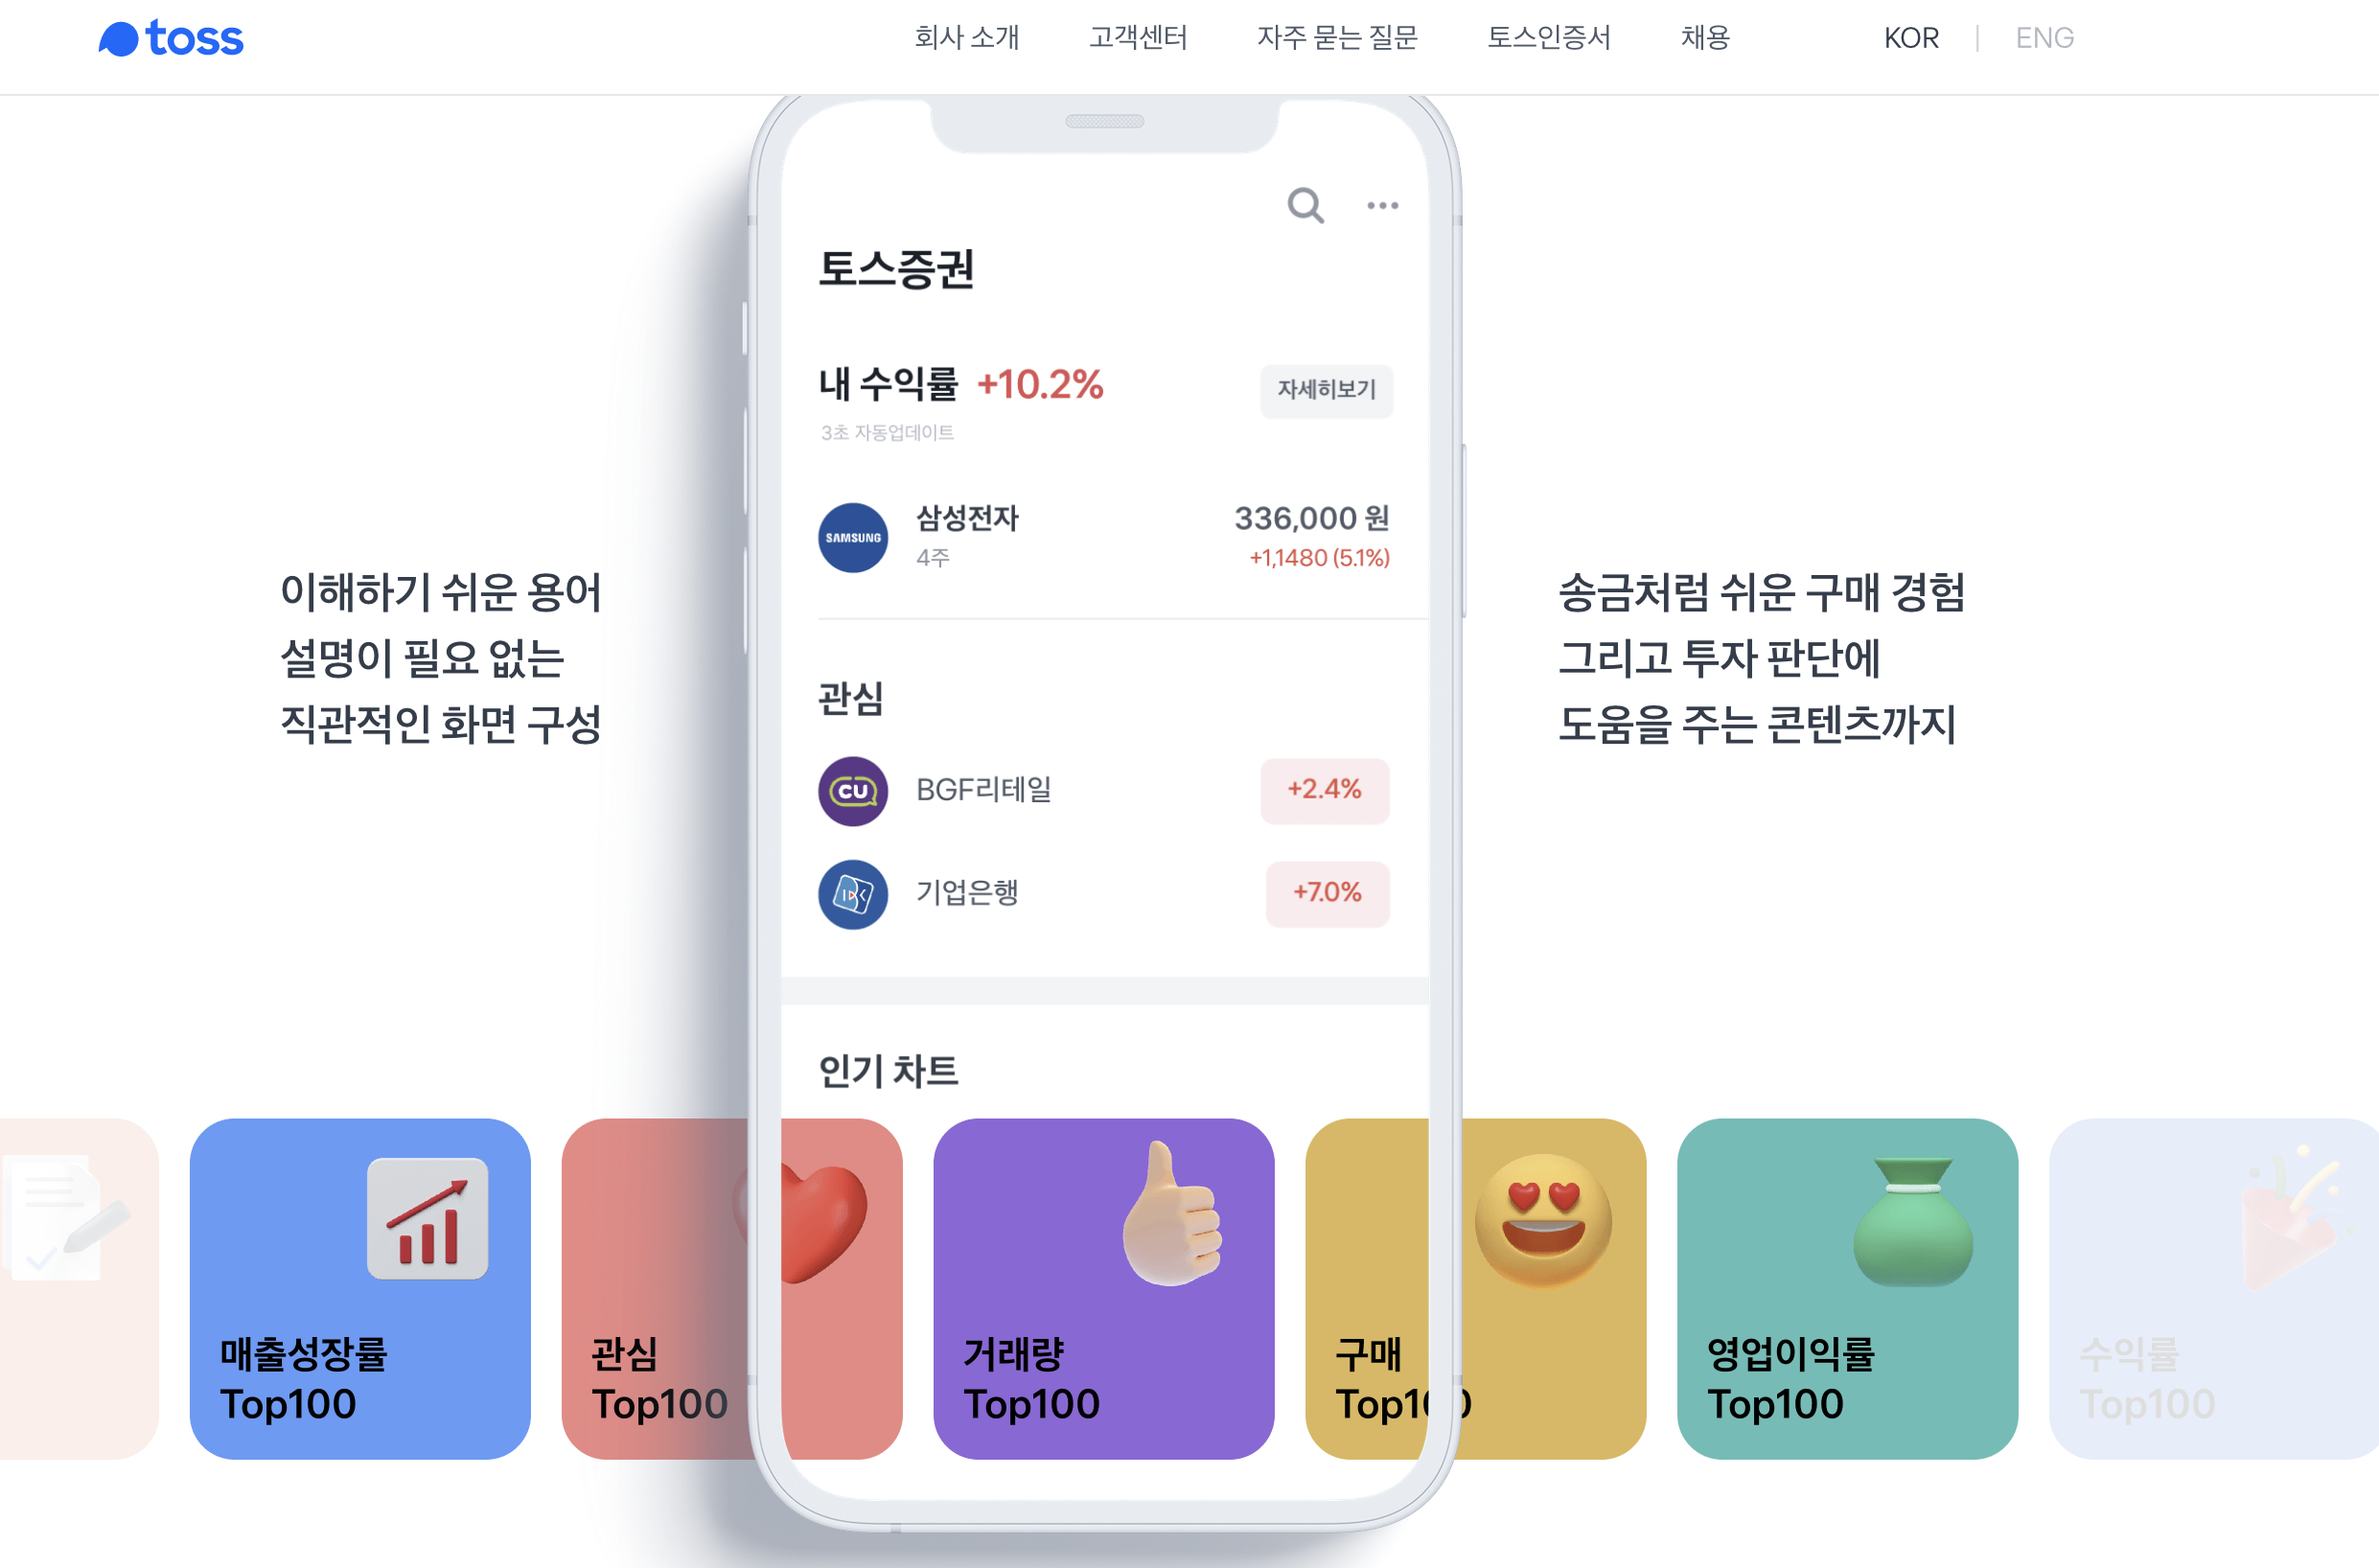 toss
회사 소개
고객센터
자주 묻는 질문
토스인증서
채용
KOR | ENG
토스증권
내 수익률 +10.2%
자세히보기
3초 자동업데이트
SAMSUNG
삼성전자
336,000 원
4주
+1,1480 (5.1%)
이해하기 쉬운 용어
설명이 필요 없는
직관적인 화면 구성
송금처럼 쉬운 구매 경험
그리고 투자 판단에
도움을 주는 콘텐츠까지
관심
CU
BGF리테일
+2.4%
IBK
기업은행
+7.0%
인기 차트
매출성장률
Top100
관심
Top100
거래량
Top100
구매
Top100
영업이익률
Top100
수익률
Top100